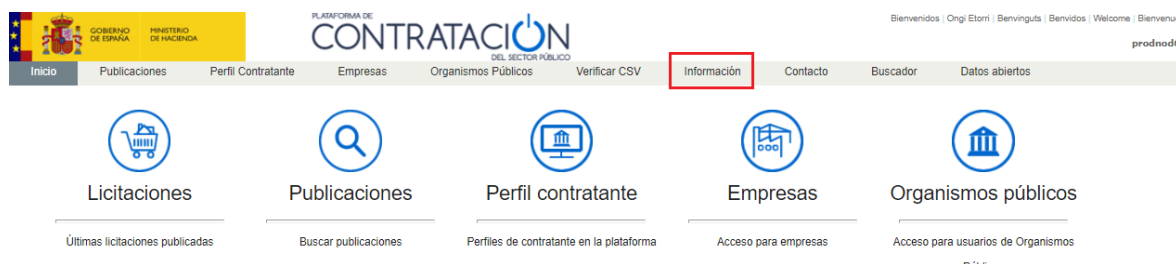 GOBIERNO DE ESPAÑA
MINISTERIO DE HACIENDA
PLATAFORMA DE
CONTRATACIÓN
DEL SECTOR PÚBLICO
Bienvenidos | Ongi Etorri | Benvinguts | Benvidos | Welcome | Bienvenue
Inicio Publicaciones Perfil Contratante Empresas Organismos Públicos Verificar CSV Información Contacto Buscador Datos abiertos
Licitaciones Publicaciones Perfil contratante Empresas Organismos públicos
Últimas licitaciones publicadas Buscar publicaciones Perfiles de contratante en la plataforma Acceso para empresas Acceso para usuarios de Organismos